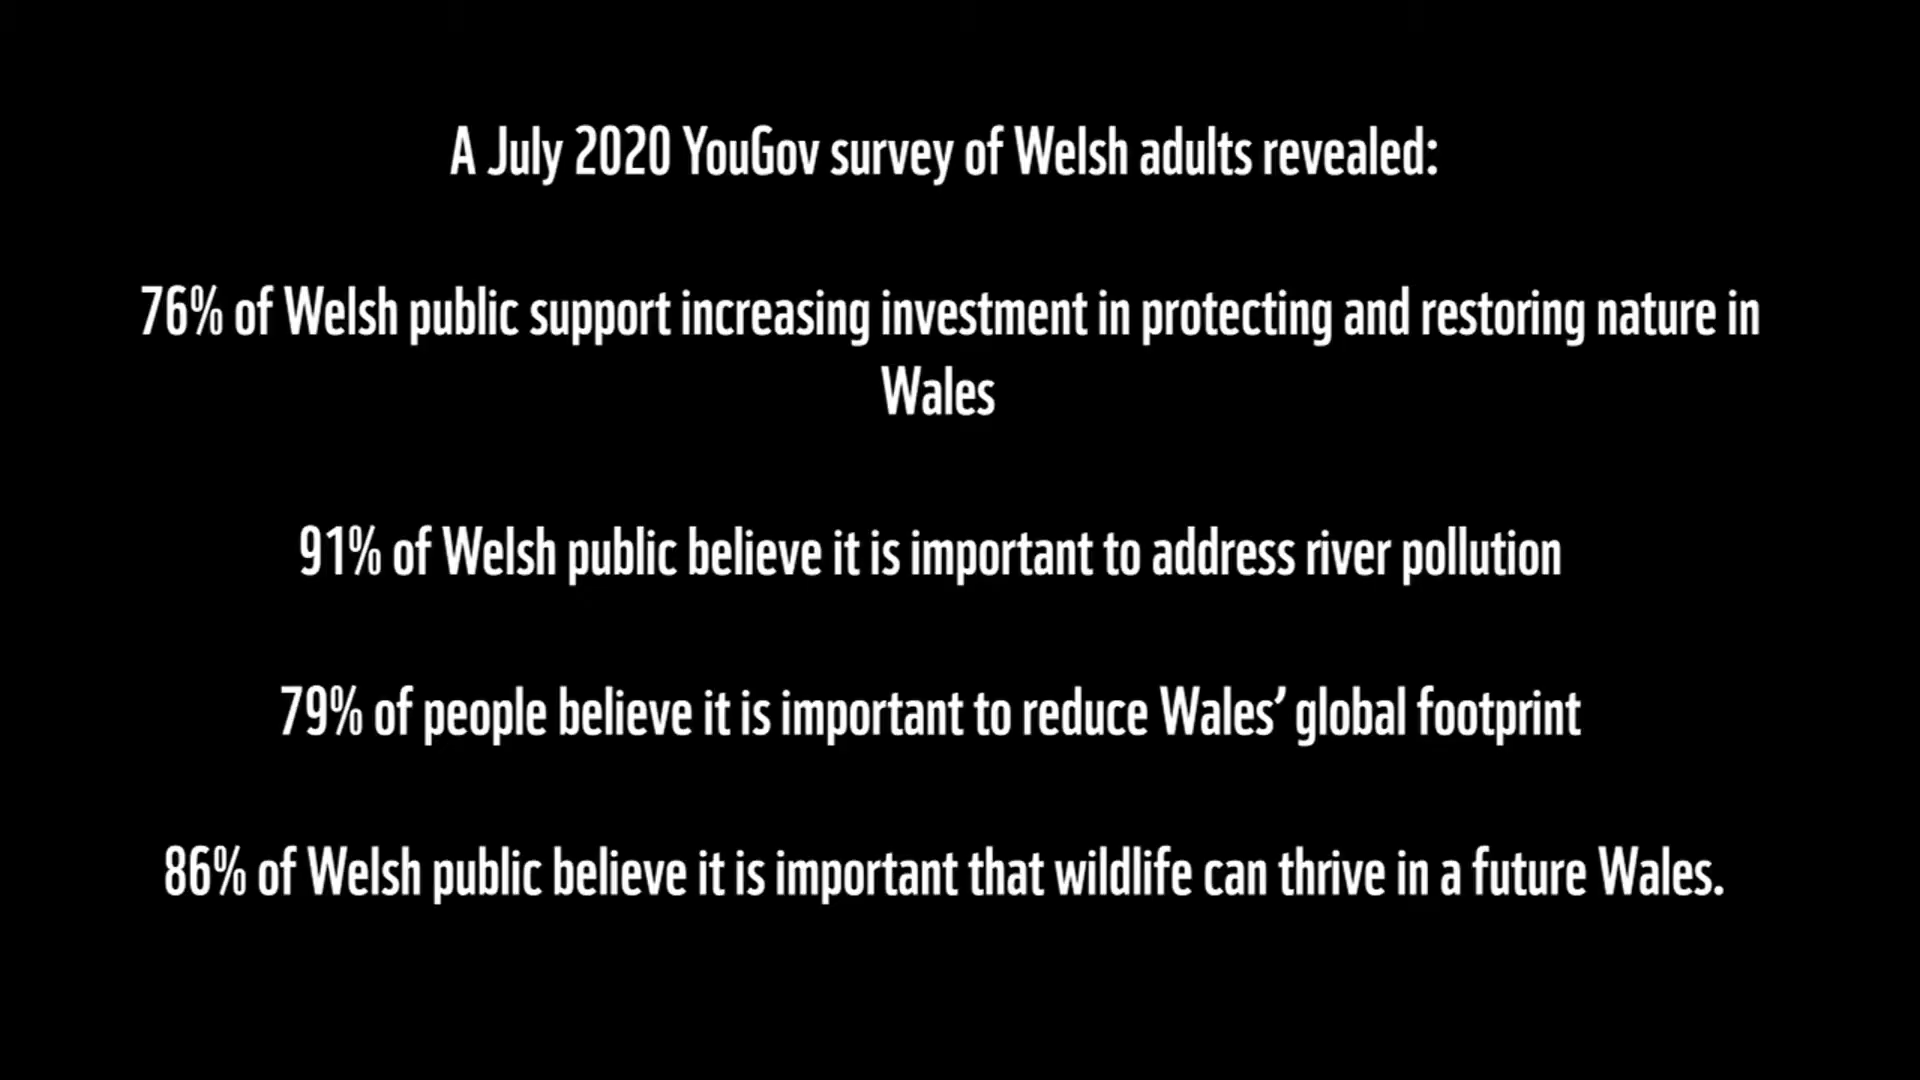 A July 2020 YouGov survey of Welsh adults revealed:
76% of Welsh public support increasing investment in protecting and restoring nature in
Wales
91% of Welsh public believe it is important to address river pollution
79% of people believe it is important to reduce Wales’ global footprint
86% of Welsh public believe it is important that wildlife can thrive in a future Wales.